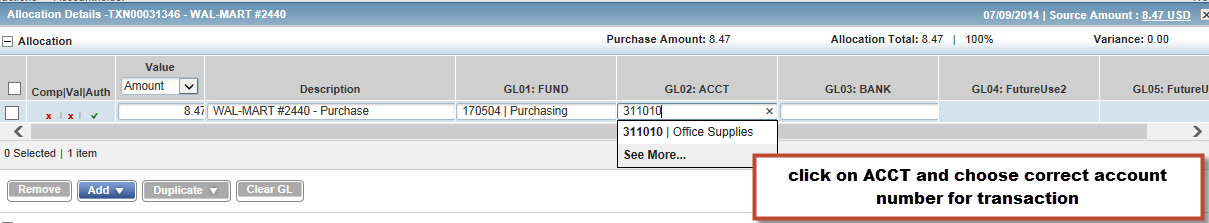 Allocation Details -TXN00031346 - WAL-MART #2440
07/09/2014 | Source Amount : 8.47 USD
Allocation
Purchase Amount: 8.47
Allocation Total: 8.47 | 100%
Variance: 0.00
Comp|Val|Auth
Value
Amount
Description
GL01: FUND
GL02: ACCT
GL03: BANK
GL04: FutureUse2
GL05: FutureU
8.47
WAL-MART #2440 - Purchase
170504 | Purchasing
311010
311010 | Office Supplies
See More...
0 Selected | 1 item
Remove
Add
Duplicate
Clear GL
click on ACCT and choose correct account
number for transaction